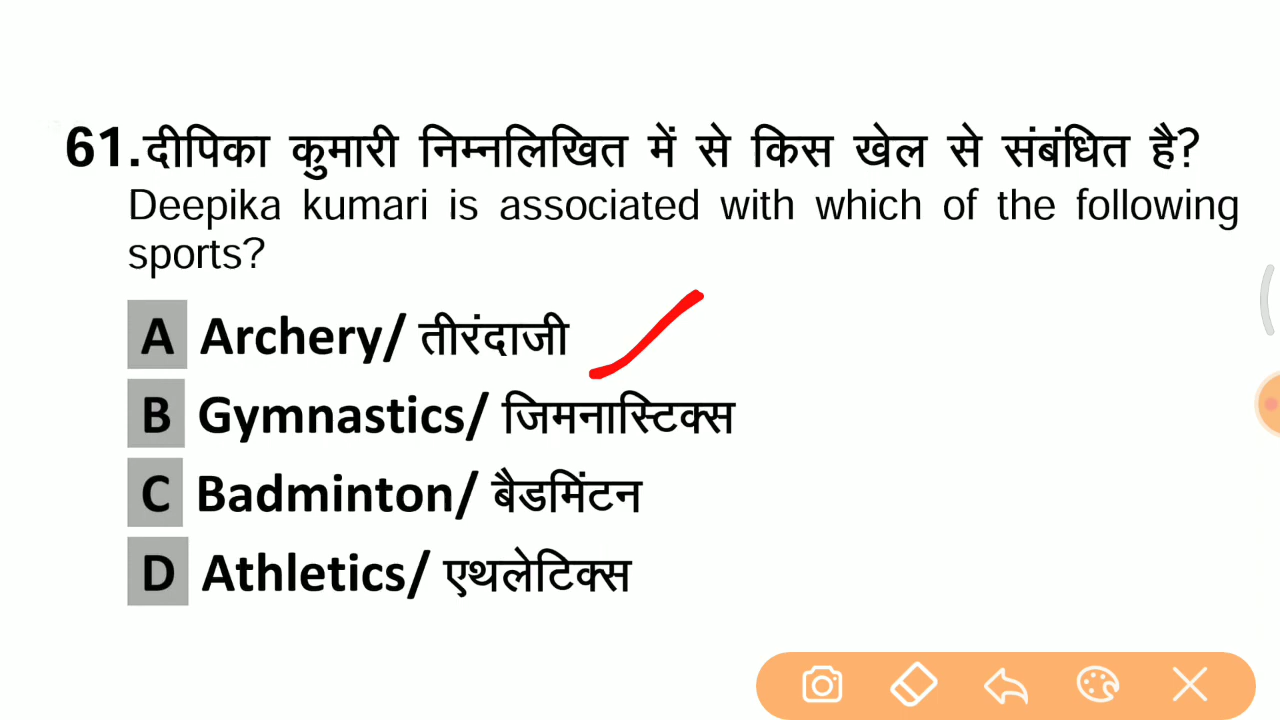 61.दीपिका कुमारी निम्नलिखित में से किस खेल से संबंधित है?
Deepika kumari is associated with which of the following
sports?
A Archery/ तीरंदाजी
B Gymnastics/ जिमनास्टिक्स
C Badminton/ बैडमिंटन
D Athletics/ एथलेटिक्स